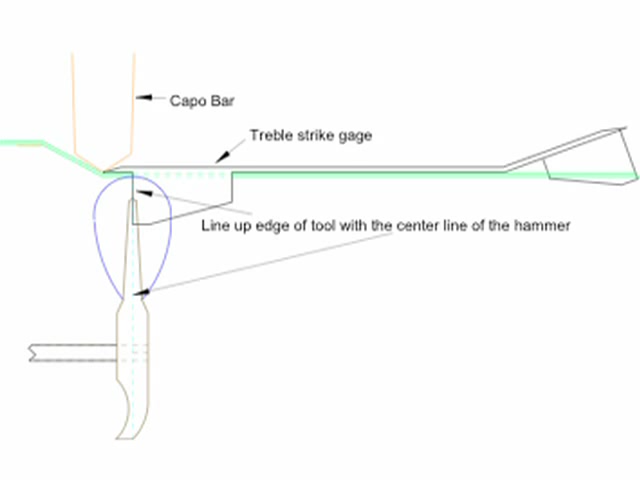 Capo Bar
Treble strike gage
Line up edge of tool with the center line of the hammer